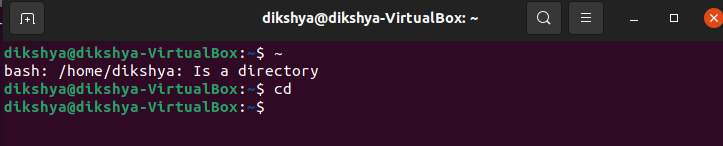 dikshya@dikshya-VirtualBox: ~
dikshya@dikshya-VirtualBox:~$ ~
bash: /home/dikshya: Is a directory
dikshya@dikshya-VirtualBox:~$ cd
dikshya@dikshya-VirtualBox:~$